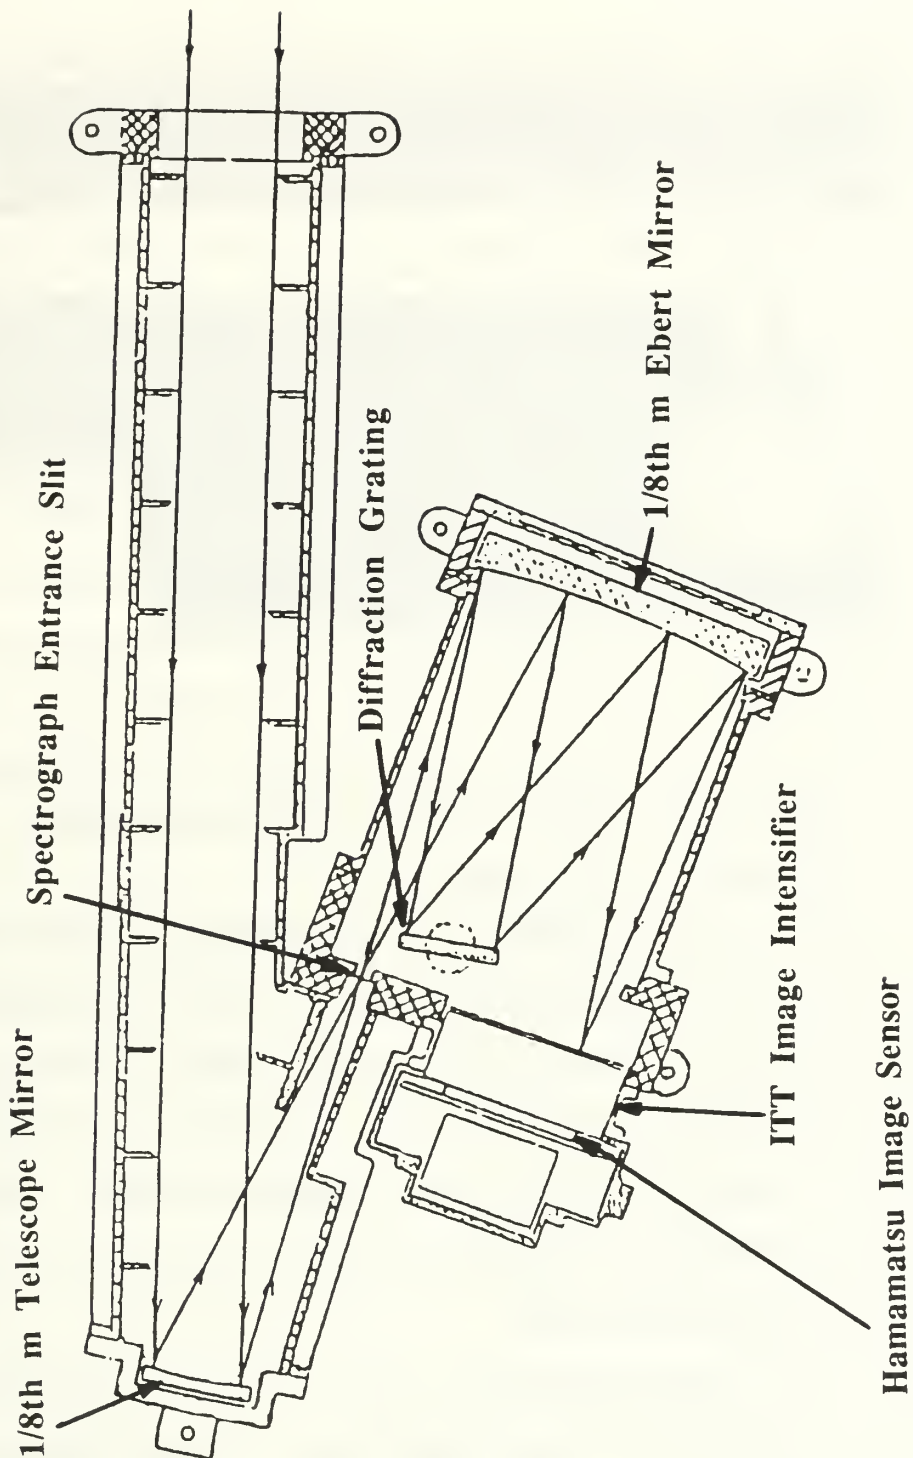 1/8th m Telescope Mirror
Spectrograph Entrance Slit
Diffraction Grating
1/8th m Ebert Mirror
ITT Image Intensifier
Hamamatsu Image Sensor